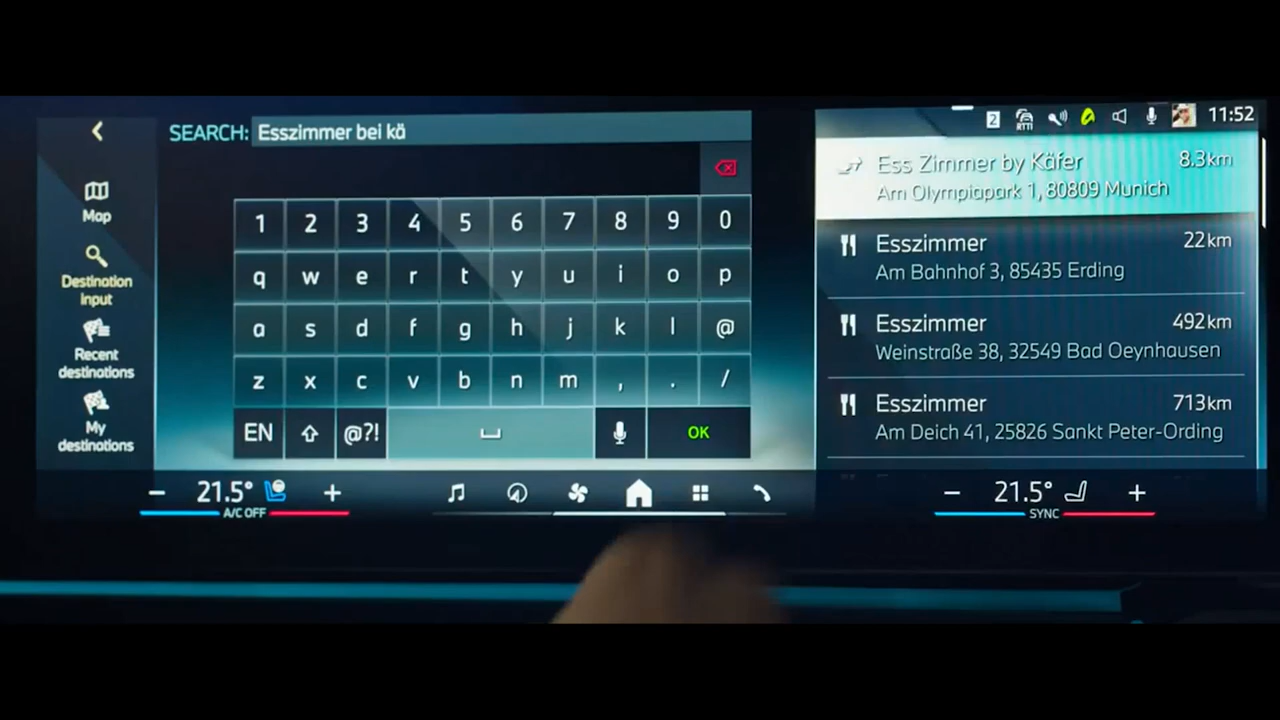 SEARCH: Esszimmer bei kä
Map
Destination
input
Recent
destinations
My
destinations
1 2 3 4 5 6 7 8 9 0
q w e r t y u i o p
a s d f g h j k l @
z x c v b n m , . /
EN @?! OK
2 RTTI 11:52
Ess Zimmer by Käfer 8.3km
Am Olympiapark 1, 80809 Munich
Esszimmer 22km
Am Bahnhof 3, 85435 Erding
Esszimmer 492km
Weinstraße 38, 32549 Bad Oeynhausen
Esszimmer 713km
Am Deich 41, 25826 Sankt Peter-Ording
− 21.5° +
A/C OFF
− 21.5° +
SYNC